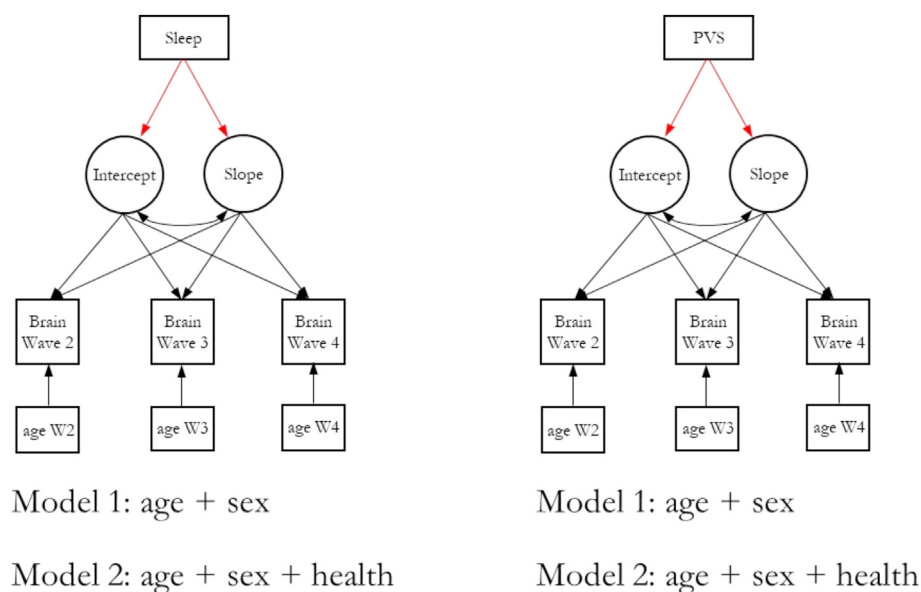 Sleep
Intercept
Slope
Brain
Wave 2
Brain
Wave 3
Brain
Wave 4
age W2
age W3
age W4
Model 1: age + sex
Model 2: age + sex + health
PVS
Intercept
Slope
Brain
Wave 2
Brain
Wave 3
Brain
Wave 4
age W2
age W3
age W4
Model 1: age + sex
Model 2: age + sex + health